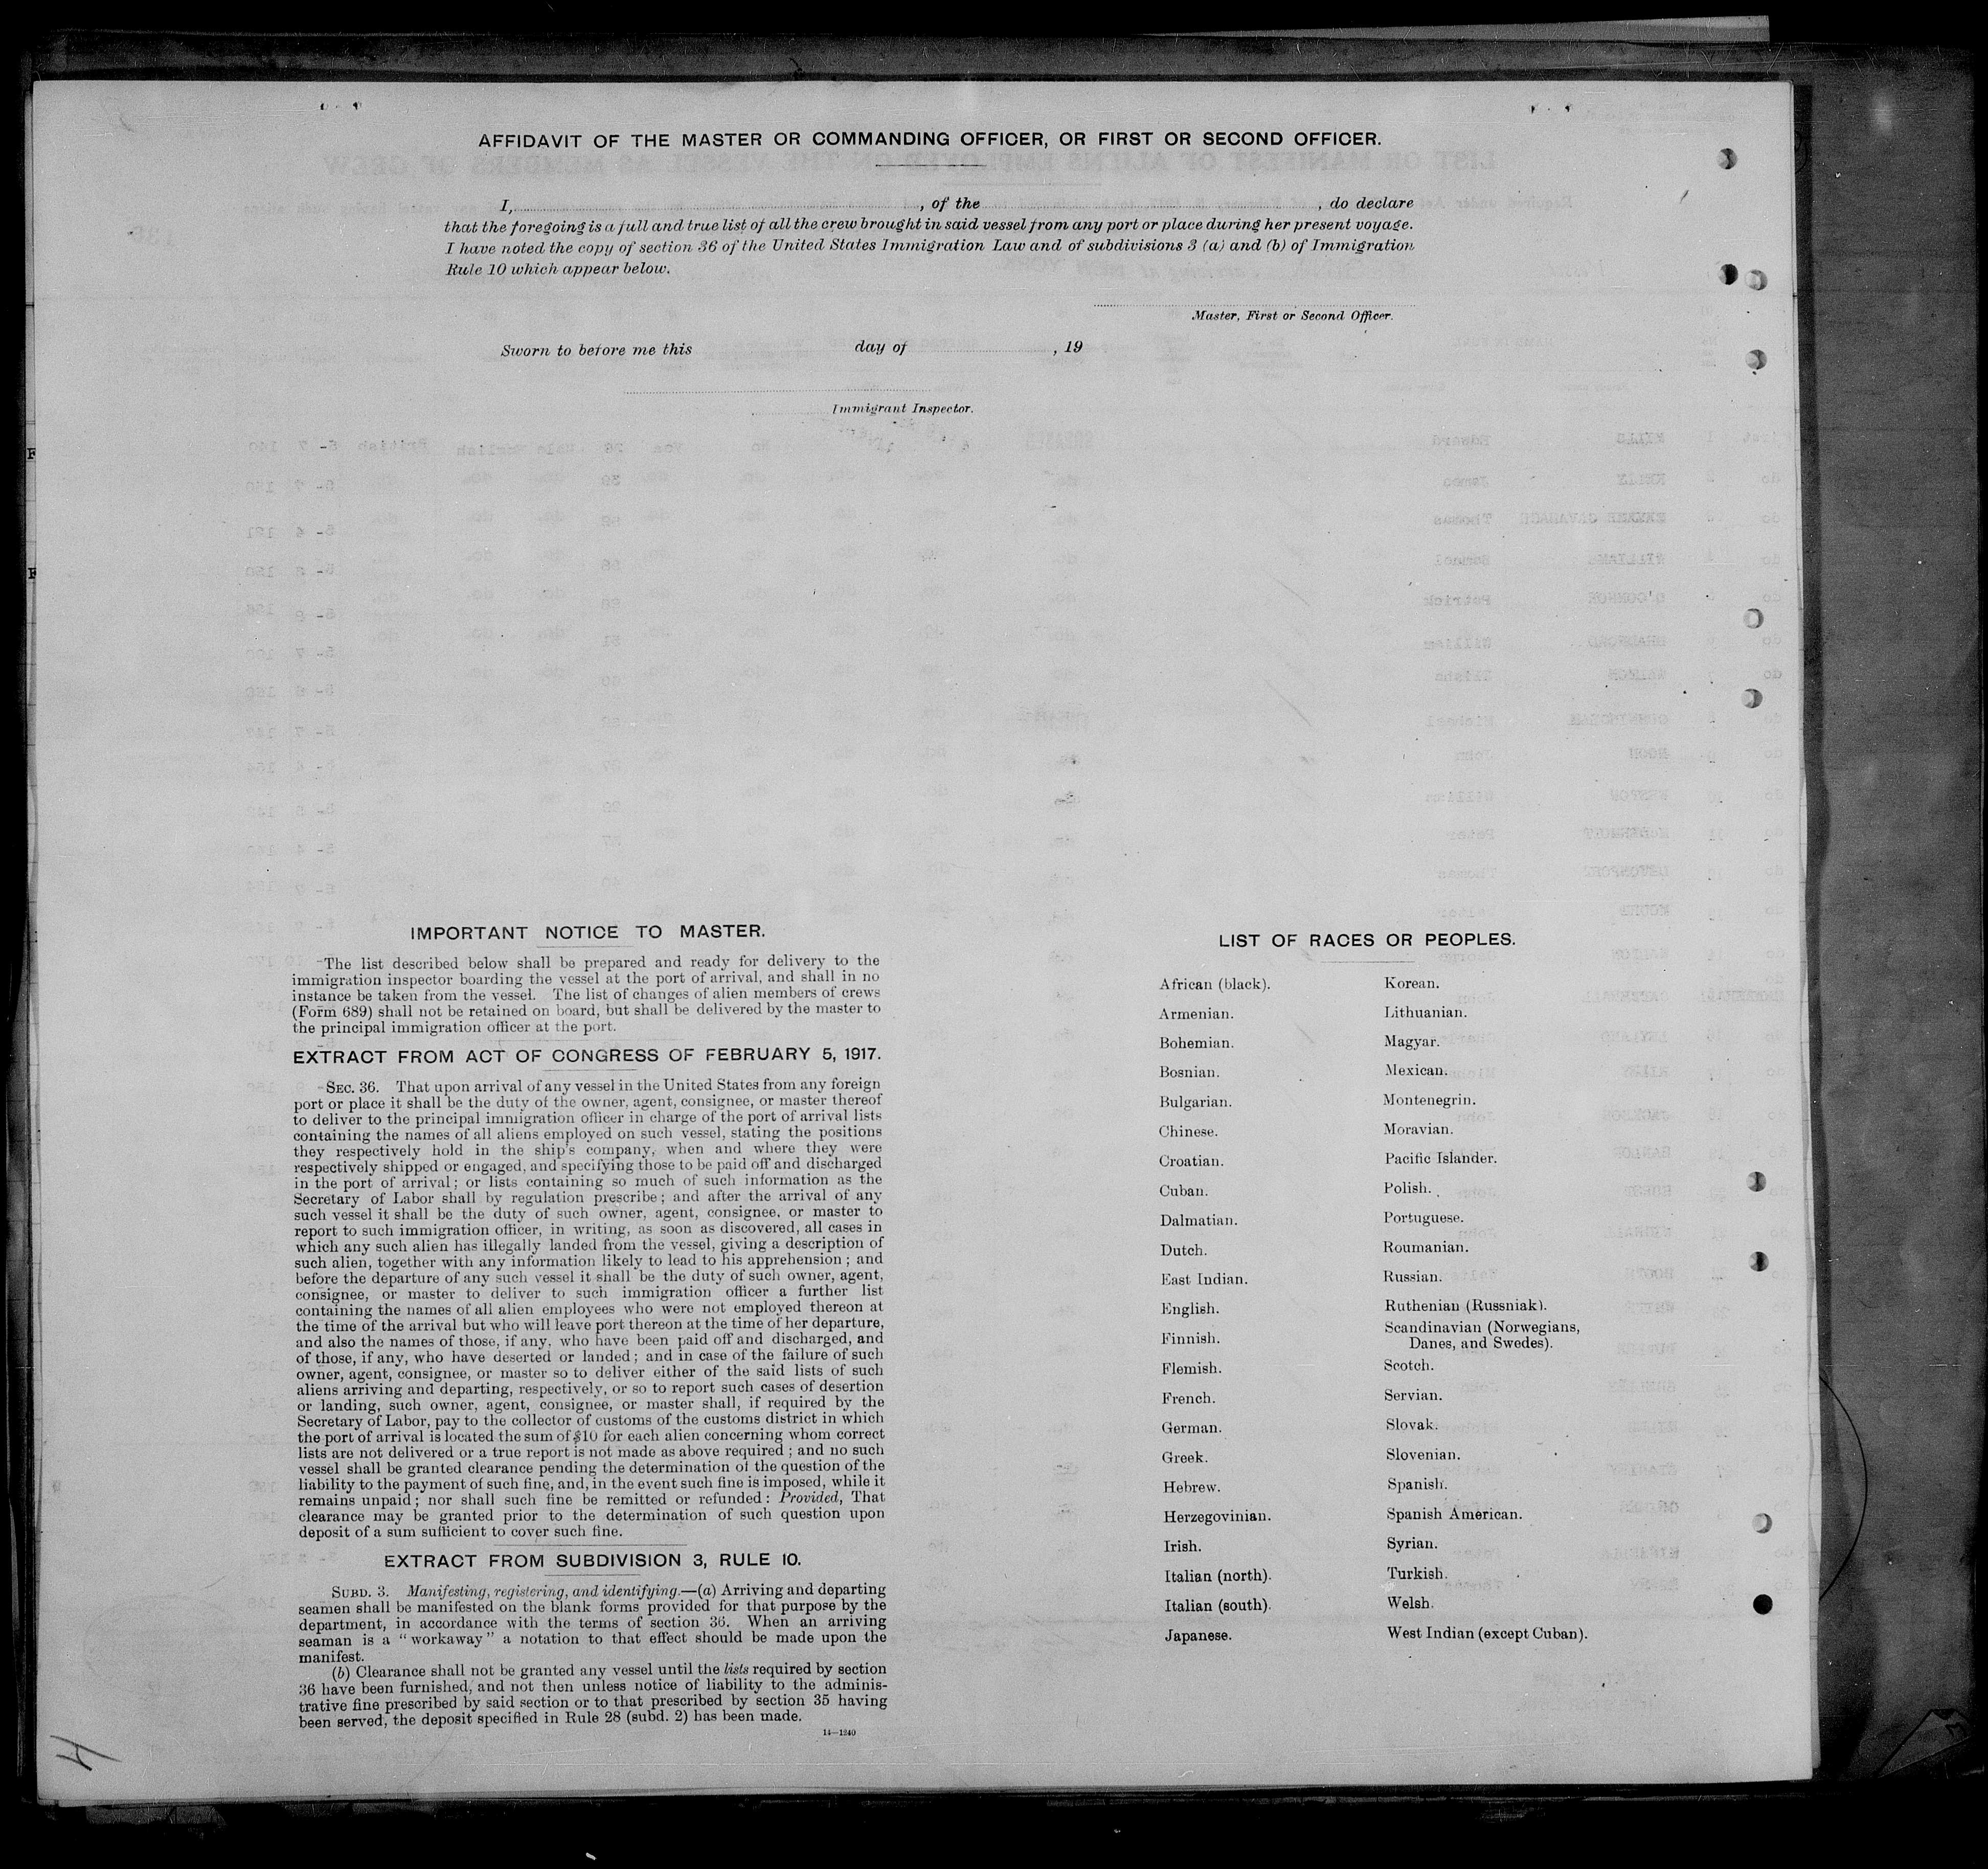 AFFIDAVIT OF THE MASTER OR COMMANDING OFFICER, OR FIRST OR SECOND OFFICER.
I, , of the , do declare
that the foregoing is a full and true list of all the crew brought in said vessel from any port or place during her present voyage.
I have noted the copy of section 36 of the United States Immigration Law and of subdivisions 3 (a) and (b) of Immigration
Rule 10 which appear below.
Master, First or Second Officer.
Sworn to before me this day of , 19
Immigrant Inspector.
IMPORTANT NOTICE TO MASTER.
The list described below shall be prepared and ready for delivery to the
immigration inspector boarding the vessel at the port of arrival, and shall in no
instance be taken from the vessel. The list of changes of alien members of crews
(Form 689) shall not be retained on board, but shall be delivered by the master to
the principal immigration officer at the port.
EXTRACT FROM ACT OF CONGRESS OF FEBRUARY 5, 1917.
SEC. 36. That upon arrival of any vessel in the United States from any foreign
port or place it shall be the duty of the owner, agent, consignee, or master thereof
to deliver to the principal immigration officer in charge of the port of arrival lists
containing the names of all aliens employed on such vessel, stating the positions
they respectively hold in the ship's company, when and where they were
respectively shipped or engaged, and specifying those to be paid off and discharged
in the port of arrival; or lists containing so much of such information as the
Secretary of Labor shall by regulation prescribe; and after the arrival of any
such vessel it shall be the duty of such owner, agent, consignee, or master to
report to such immigration officer, in writing, as soon as discovered, all cases in
which any such alien has illegally landed from the vessel, giving a description of
such alien, together with any information likely to lead to his apprehension; and
before the departure of any such vessel it shall be the duty of such owner, agent,
consignee, or master to deliver to such immigration officer a further list
containing the names of all alien employees who were not employed thereon at
the time of the arrival but who will leave port thereon at the time of her departure,
and also the names of those, if any, who have been paid off and discharged, and
of those, if any, who have deserted or landed; and in case of the failure of such
owner, agent, consignee, or master so to deliver either of the said lists of such
aliens arriving and departing, respectively, or so to report such cases of desertion
or landing, such owner, agent, consignee, or master shall, if required by the
Secretary of Labor, pay to the collector of customs of the customs district in which
the port of arrival is located the sum of $10 for each alien concerning whom correct
lists are not delivered or a true report is not made as above required; and no such
vessel shall be granted clearance pending the determination of the question of the
liability to the payment of such fine, and, in the event such fine is imposed, while it
remains unpaid; nor shall such fine be remitted or refunded: Provided, That
clearance may be granted prior to the determination of such question upon
deposit of a sum sufficient to cover such fine.
EXTRACT FROM SUBDIVISION 3, RULE 10.
SUBD. 3. Manifesting, registering, and identifying.—(a) Arriving and departing
seamen shall be manifested on the blank forms provided for that purpose by the
department, in accordance with the terms of section 36. When an arriving
seaman is a "workaway" a notation to that effect should be made upon the
manifest.
(b) Clearance shall not be granted any vessel until the lists required by section
36 have been furnished, and not then unless notice of liability to the adminis-
trative fine prescribed by said section or to that prescribed by section 35 having
been served, the deposit specified in Rule 28 (subd. 2) has been made.
14—1240
LIST OF RACES OR PEOPLES.
African (black).
Armenian.
Bohemian.
Bosnian.
Bulgarian.
Chinese.
Croatian.
Cuban.
Dalmatian.
Dutch.
East Indian.
English.
Finnish.
Flemish.
French.
German.
Greek.
Hebrew.
Herzegovinian.
Irish.
Italian (north).
Italian (south).
Japanese.
Korean.
Lithuanian.
Magyar.
Mexican.
Montenegrin.
Moravian.
Pacific Islander.
Polish.
Portuguese.
Roumanian.
Russian.
Ruthenian (Russniak).
Scandinavian (Norwegians,
Danes, and Swedes).
Scotch.
Servian.
Slovak.
Slovenian.
Spanish.
Spanish American.
Syrian.
Turkish.
Welsh.
West Indian (except Cuban).